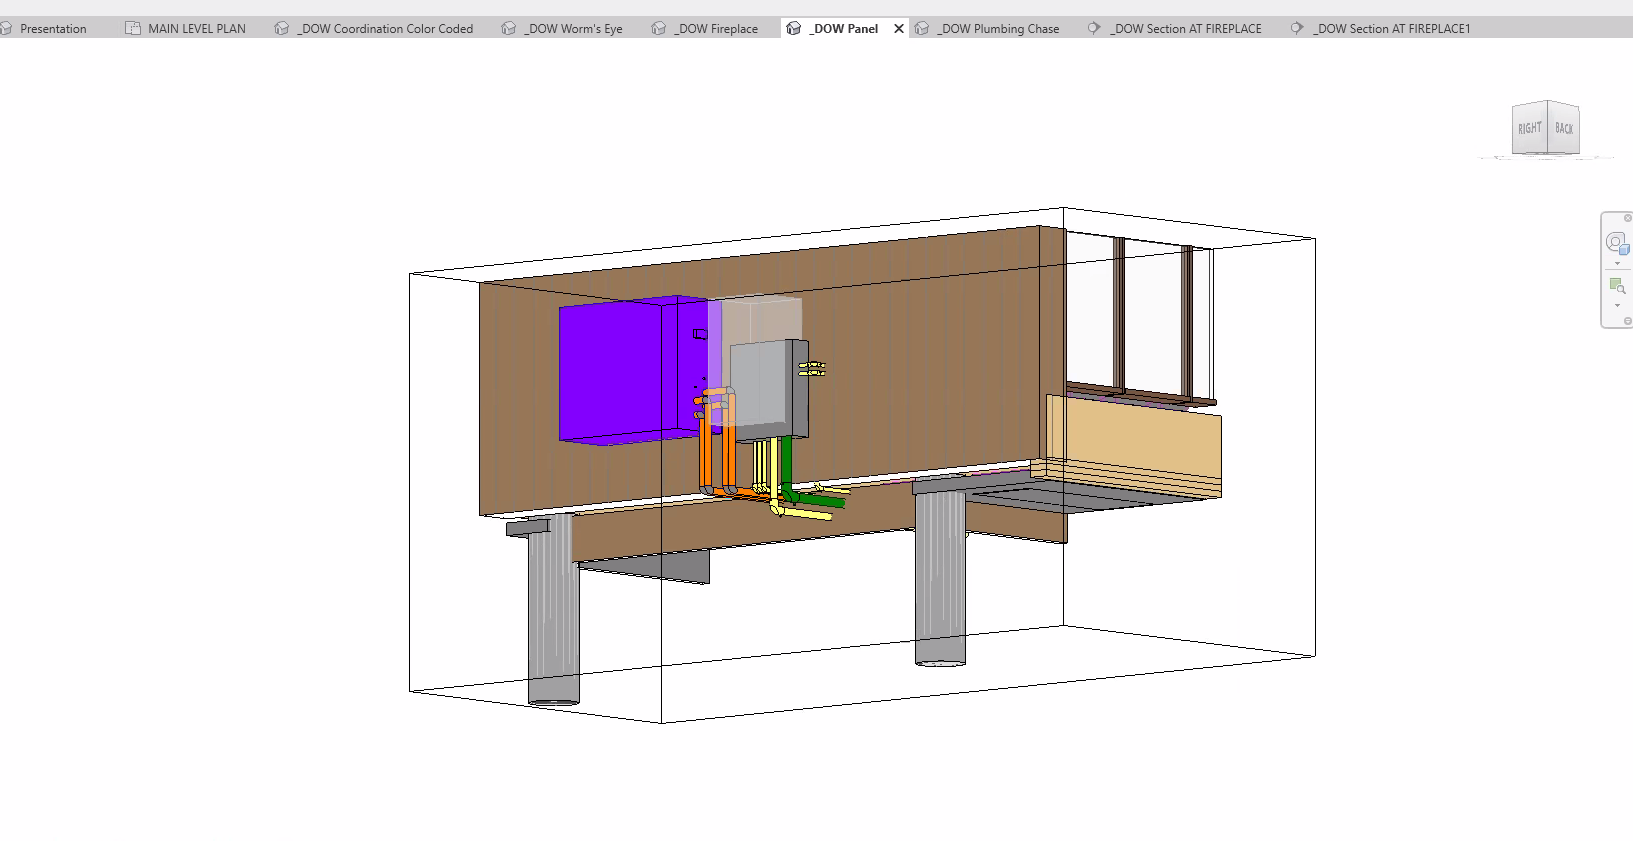 Presentation
MAIN LEVEL PLAN
_DOW Coordination Color Coded
_DOW Worm's Eye
_DOW Fireplace
_DOW Panel
_DOW Plumbing Chase
_DOW Section AT FIREPLACE
_DOW Section AT FIREPLACE1
RIGHT
BACK